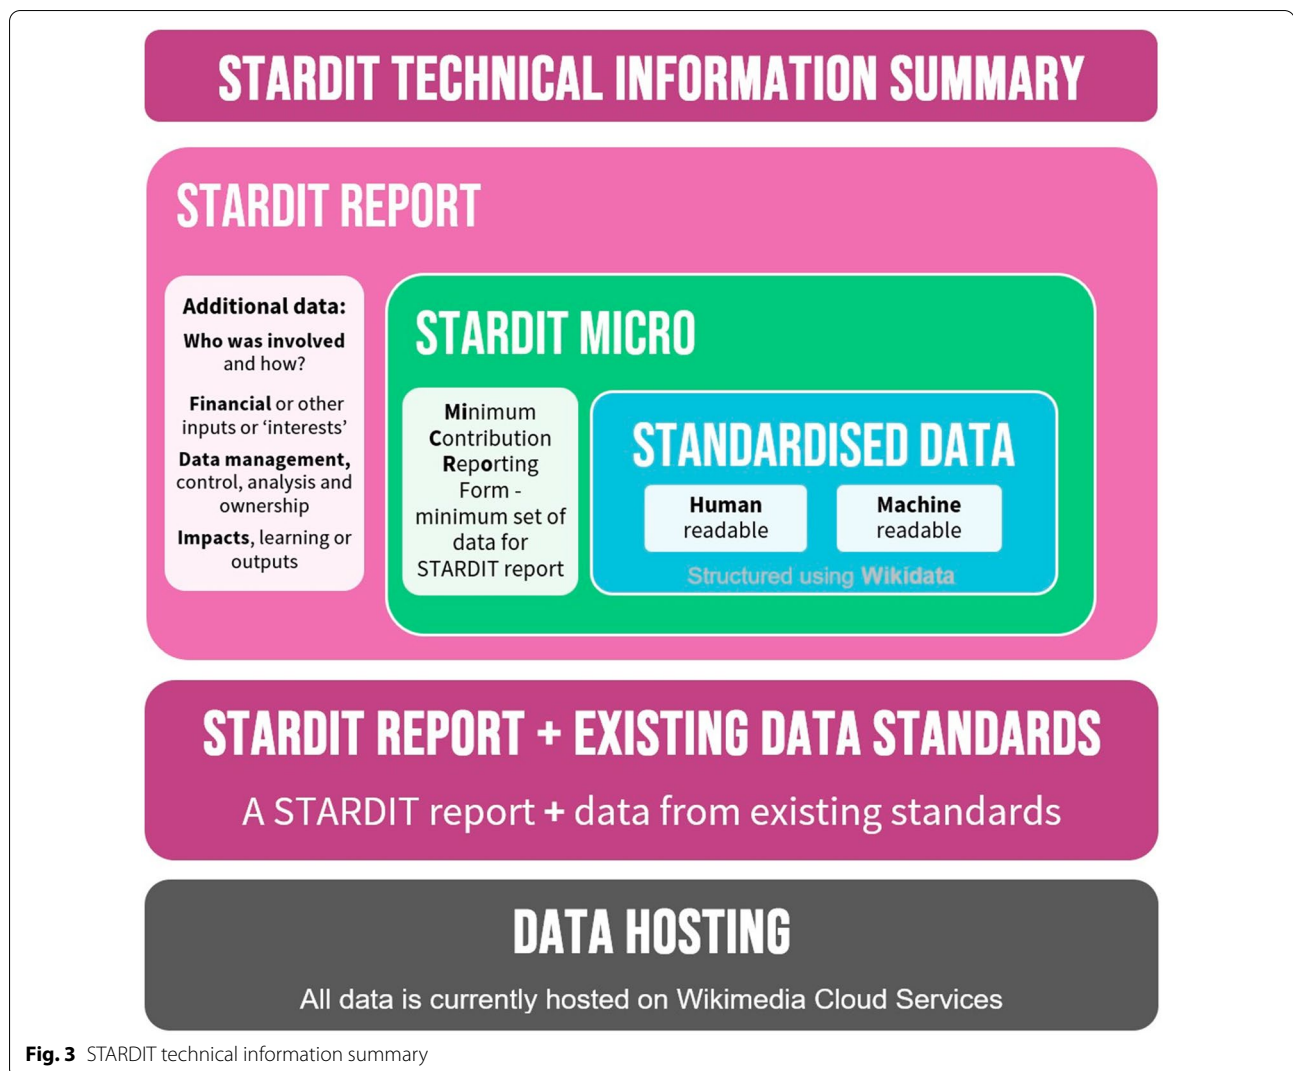 STARDIT TECHNICAL INFORMATION SUMMARY
STARDIT REPORT
Additional data:
Who was involved
and how?
Financial or other
inputs or ‘interests’
Data management,
control, analysis and
ownership
Impacts, learning or
outputs
STARDIT MICRO
Minimum
Contribution
Reporting
Form -
minimum set of
data for
STARDIT report
STANDARDISED DATA
Human
readable
Machine
readable
Structured using Wikidata
STARDIT REPORT + EXISTING DATA STANDARDS
A STARDIT report + data from existing standards
DATA HOSTING
All data is currently hosted on Wikimedia Cloud Services
Fig. 3 STARDIT technical information summary